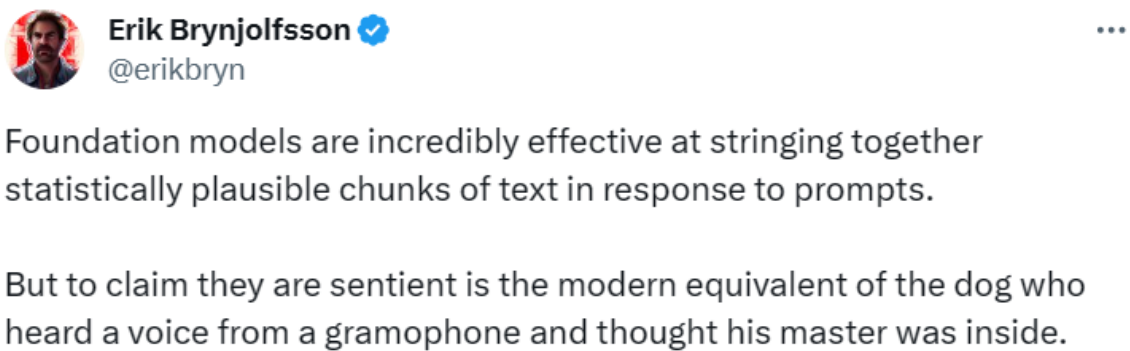 Erik Brynjolfsson
@erikbryn
Foundation models are incredibly effective at stringing together
statistically plausible chunks of text in response to prompts.
But to claim they are sentient is the modern equivalent of the dog who
heard a voice from a gramophone and thought his master was inside.